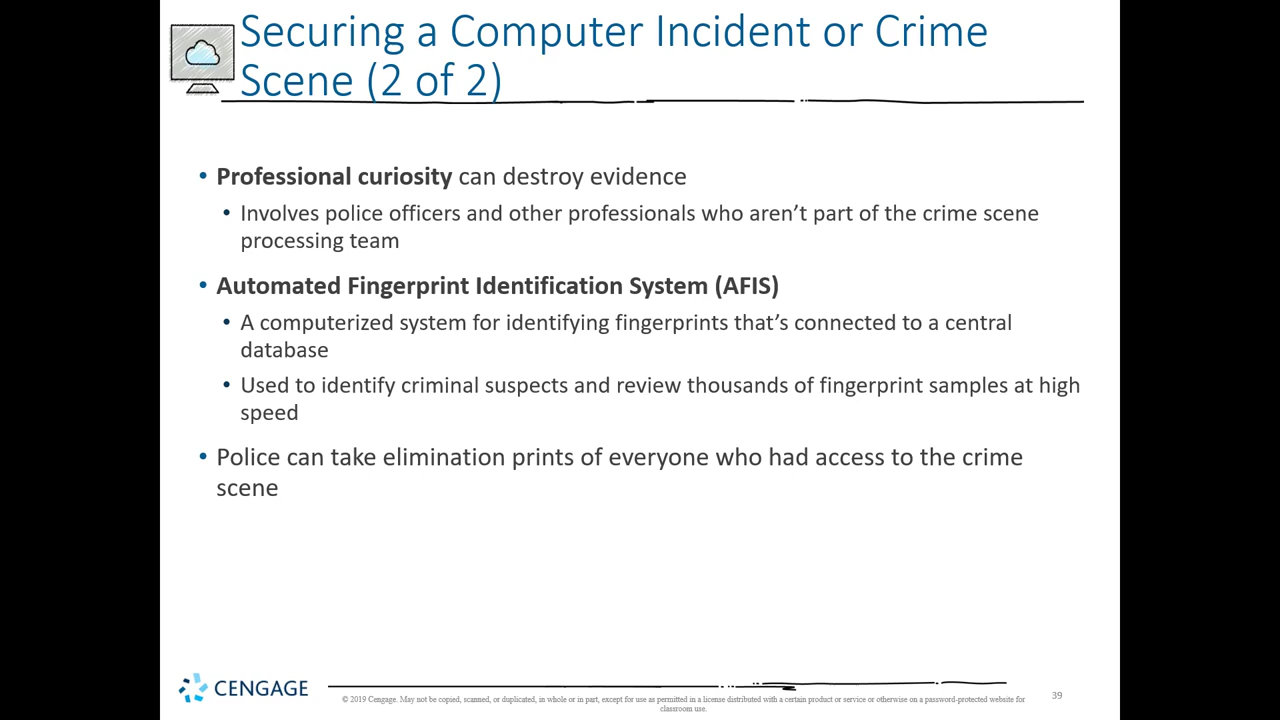 Securing a Computer Incident or Crime
Scene (2 of 2)
• Professional curiosity can destroy evidence
• Involves police officers and other professionals who aren’t part of the crime scene
processing team
• Automated Fingerprint Identification System (AFIS)
• A computerized system for identifying fingerprints that’s connected to a central
database
• Used to identify criminal suspects and review thousands of fingerprint samples at high
speed
• Police can take elimination prints of everyone who had access to the crime
scene
CENGAGE
© 2019 Cengage. May not be copied, scanned, or duplicated, in whole or in part, except for use as permitted in a license distributed with a certain product or service or otherwise on a password-protected website for
classroom use.
39